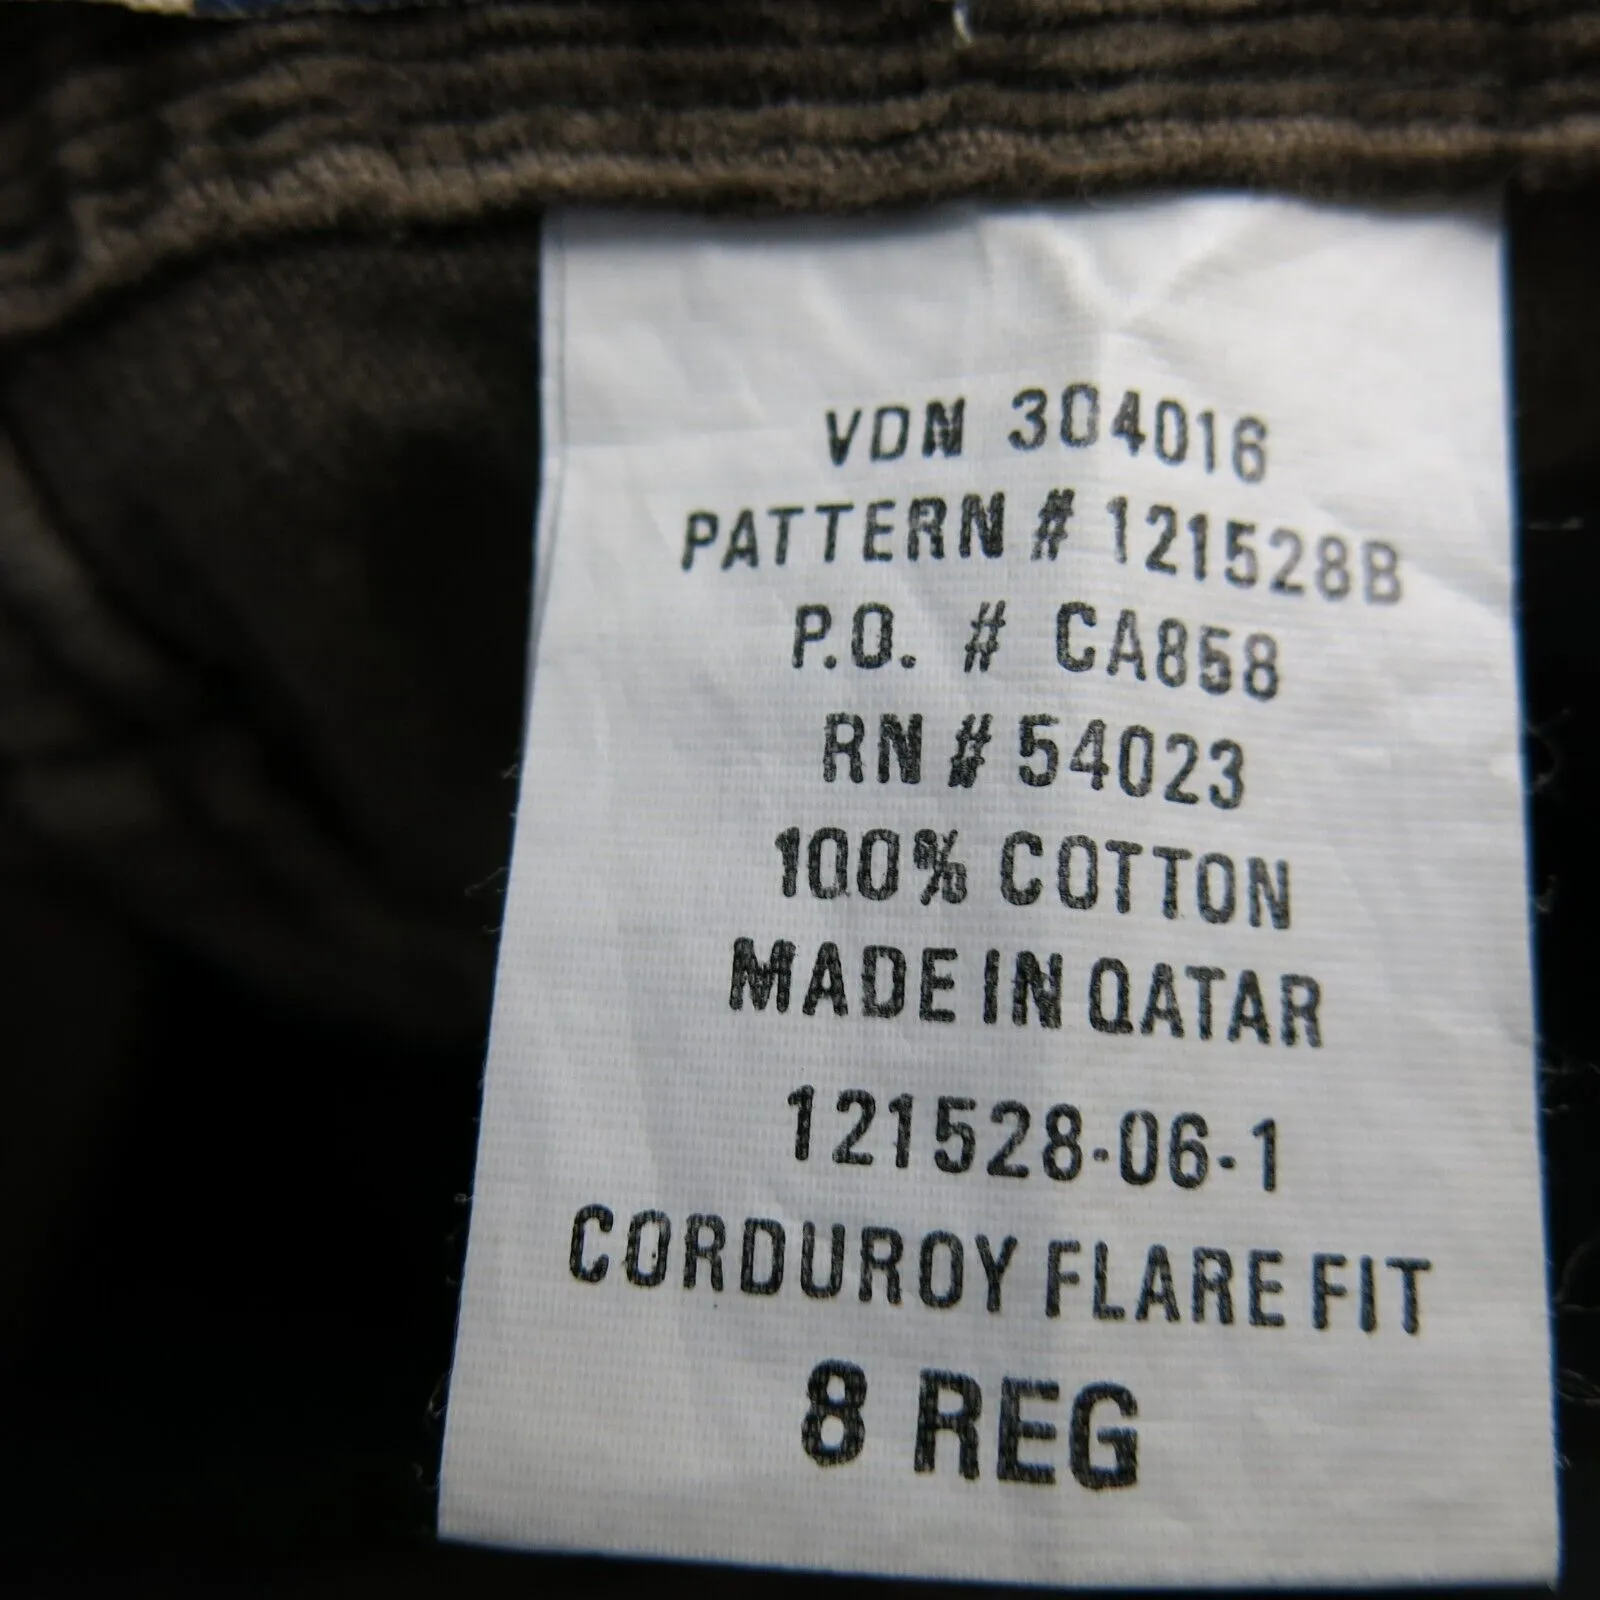 VDN 304016
PATTERN # 121528B
P.O. # CA858
RN # 54023
100% COTTON
MADE IN QATAR
121528-06-1
CORDUROY FLARE FIT
8 REG